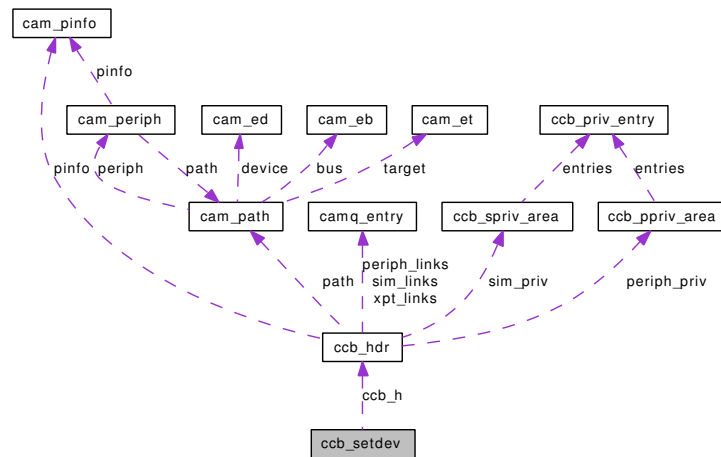 cam_pinfo
pinfo
cam_periph
cam_ed
cam_eb
cam_et
ccb_priv_entry
pinfo
periph
path
device
bus
target
entries
entries
cam_path
camq_entry
ccb_spriv_area
ccb_ppriv_area
path
periph_links
sim_links
xpt_links
sim_priv
periph_priv
ccb_hdr
ccb_h
ccb_setdev